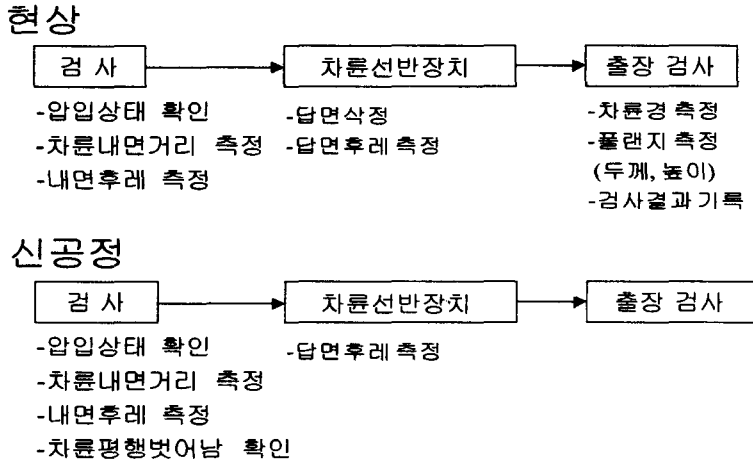 현상
검 사
차륜선반장치
출장 검사
-압입상태 확인
-차륜내면거리 측정
-내면후레 측정
-답면삭정
-답면후레 측정
-차륜경 측정
-플랜지 측정
(두께, 높이)
-검사결과 기록
신공정
검 사
차륜선반장치
출장 검사
-압입상태 확인
-차륜내면거리 측정
-내면후레 측정
-차륜평행벗어남 확인
-답면후레 측정